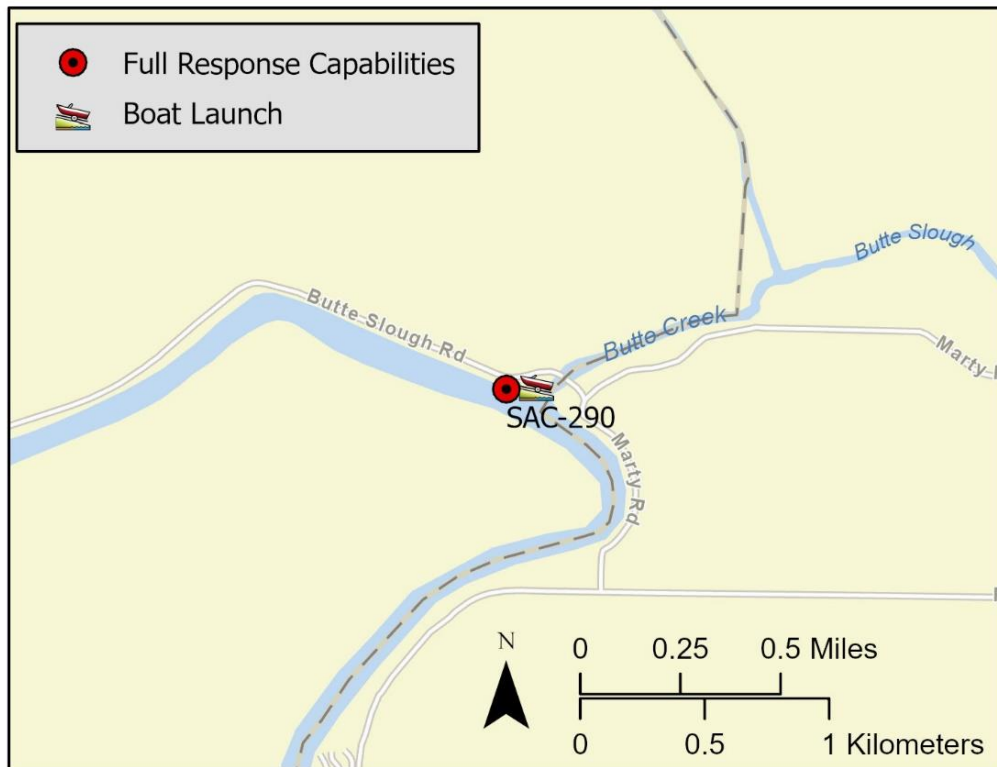 Full Response Capabilities
Boat Launch
Butte Slough
Butte Slough Rd
Butte Creek
Marty
SAC-290
Marty Rd
N
0 0.25 0.5 Miles
0 0.5 1 Kilometers